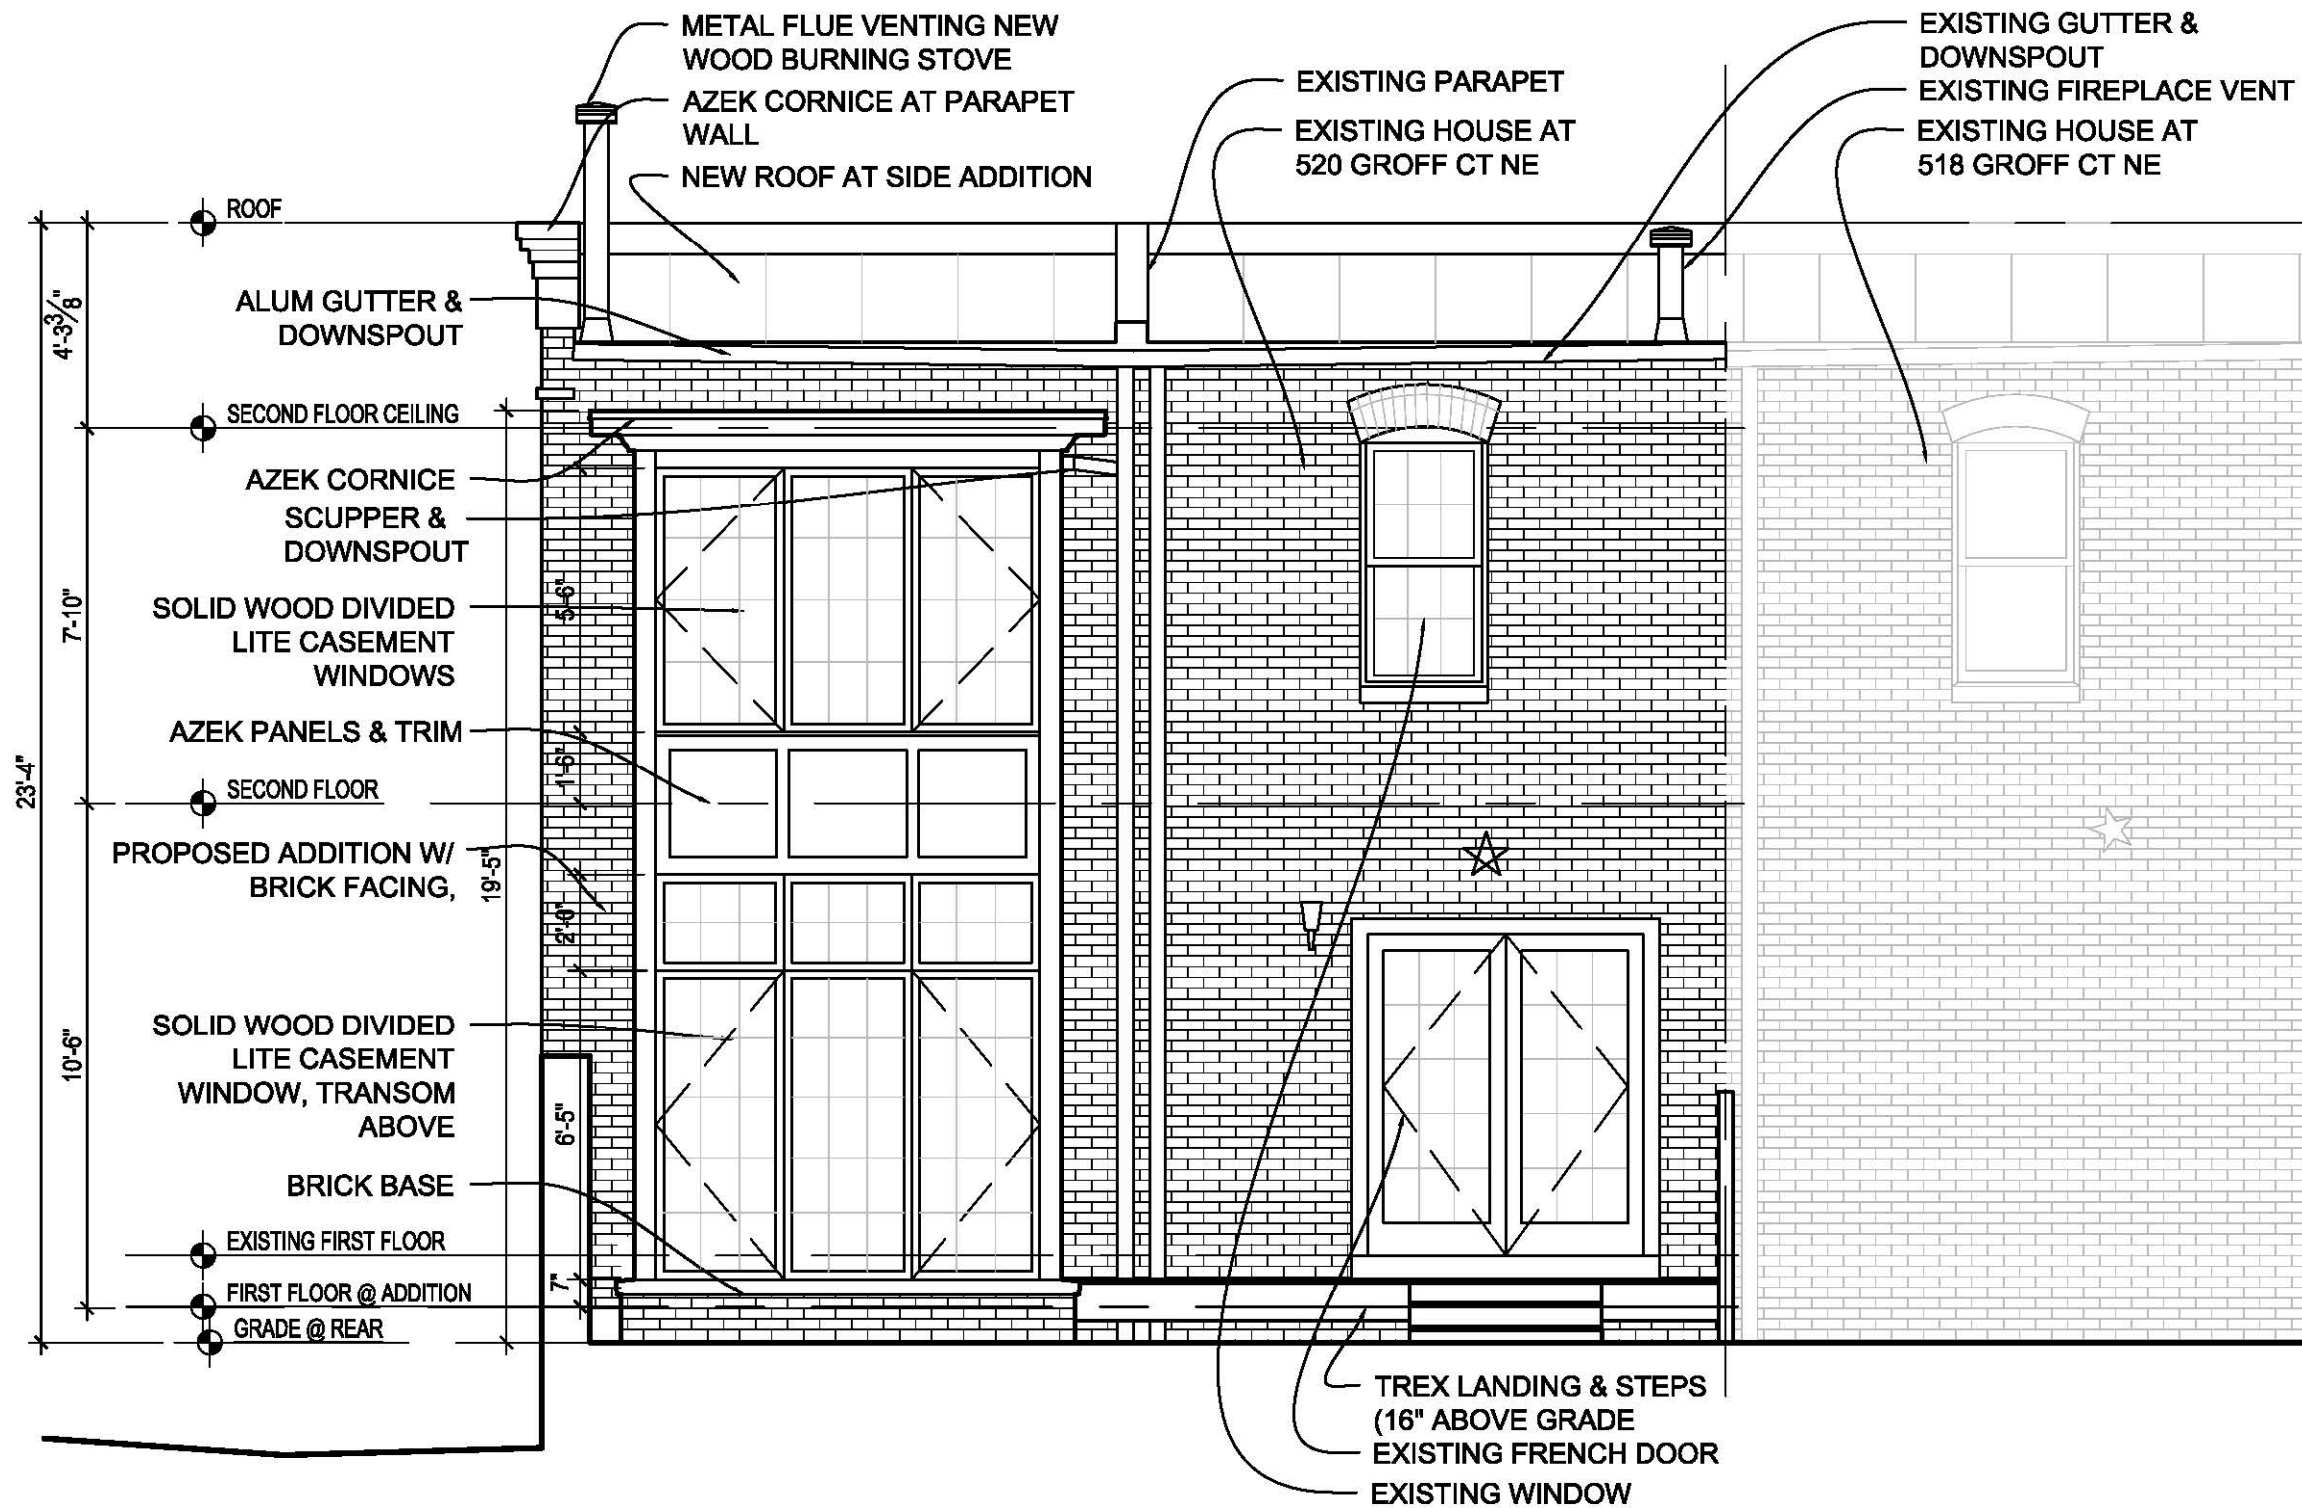 METAL FLUE VENTING NEW
WOOD BURNING STOVE
AZEK CORNICE AT PARAPET
WALL
NEW ROOF AT SIDE ADDITION
EXISTING PARAPET
EXISTING HOUSE AT
520 GROFF CT NE
EXISTING GUTTER &
DOWNSPOUT
EXISTING FIREPLACE VENT
EXISTING HOUSE AT
518 GROFF CT NE
ROOF
ALUM GUTTER &
DOWNSPOUT
4'-3⅜"
SECOND FLOOR CEILING
AZEK CORNICE
SCUPPER &
DOWNSPOUT
SOLID WOOD DIVIDED
LITE CASEMENT
WINDOWS
5'-6"
7'-10"
AZEK PANELS & TRIM
1'-6"
23'-4"
SECOND FLOOR
PROPOSED ADDITION W/
BRICK FACING,
19'-5"
2'-0"
SOLID WOOD DIVIDED
LITE CASEMENT
WINDOW, TRANSOM
ABOVE
10'-6"
6'-5"
BRICK BASE
EXISTING FIRST FLOOR
7"
FIRST FLOOR @ ADDITION
GRADE @ REAR
TREX LANDING & STEPS
(16" ABOVE GRADE
EXISTING FRENCH DOOR
EXISTING WINDOW